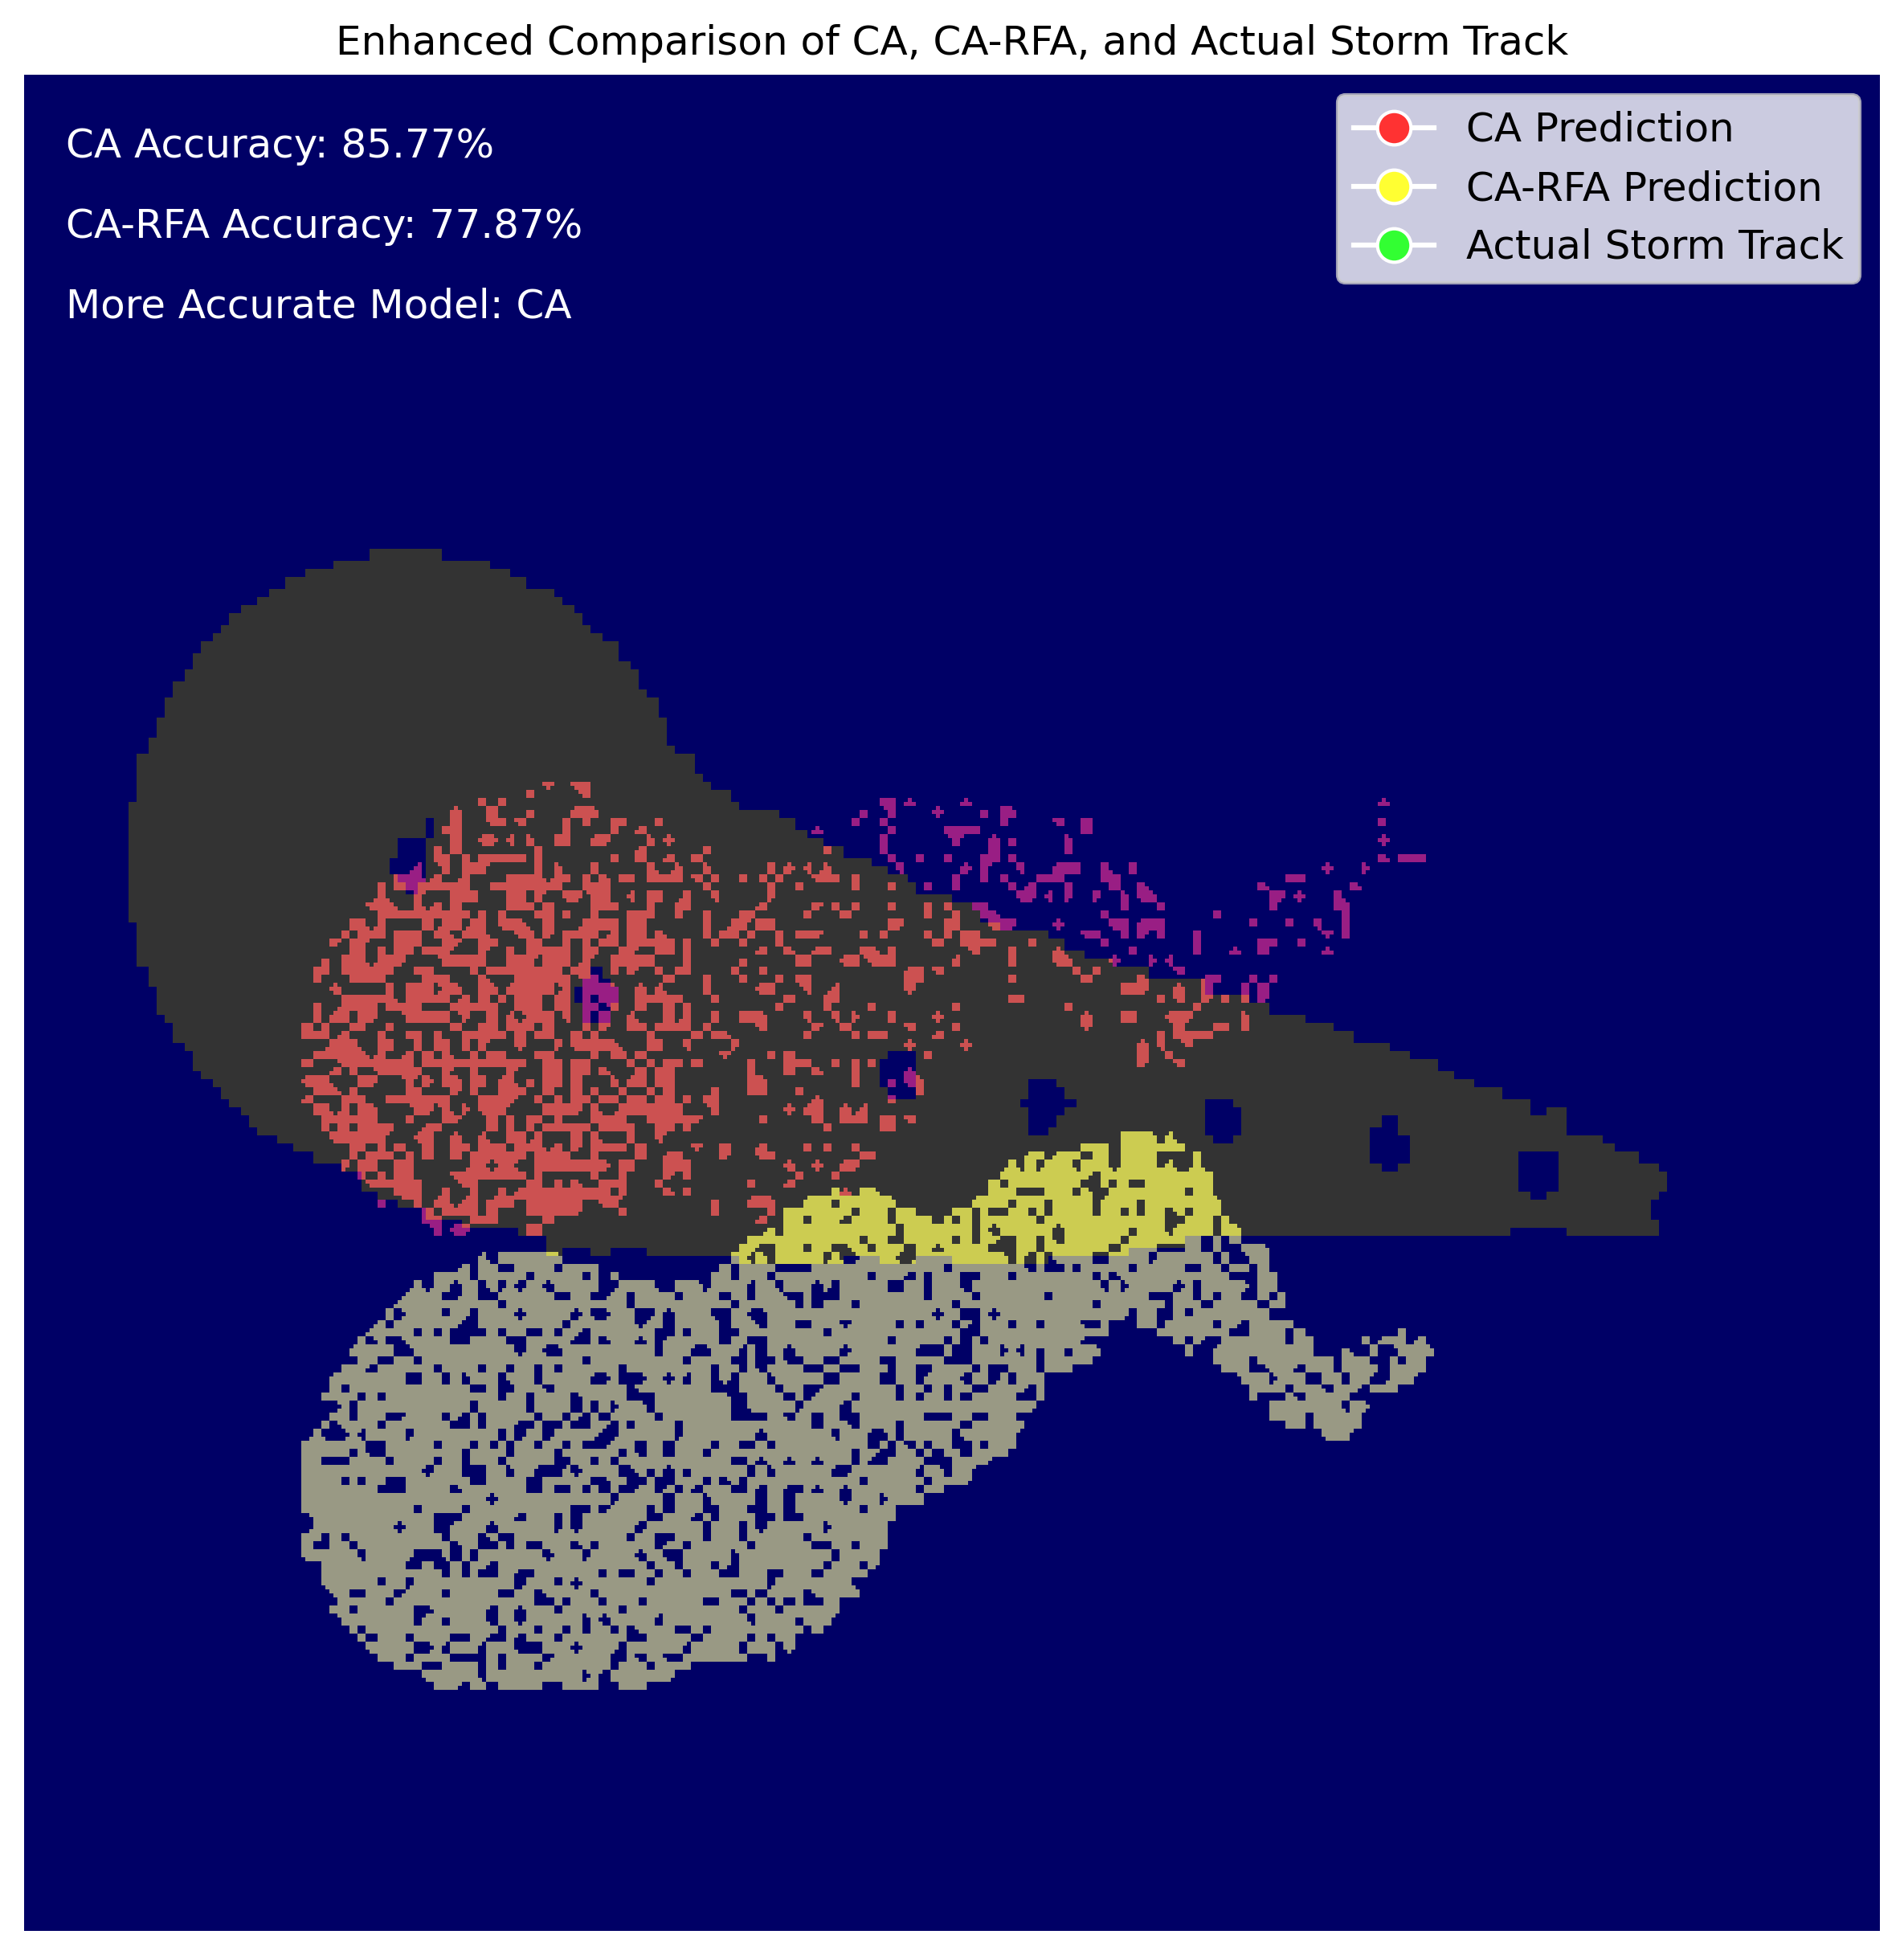 Enhanced Comparison of CA, CA-RFA, and Actual Storm Track
CA Accuracy: 85.77%
CA-RFA Accuracy: 77.87%
More Accurate Model: CA
CA Prediction
CA-RFA Prediction
Actual Storm Track